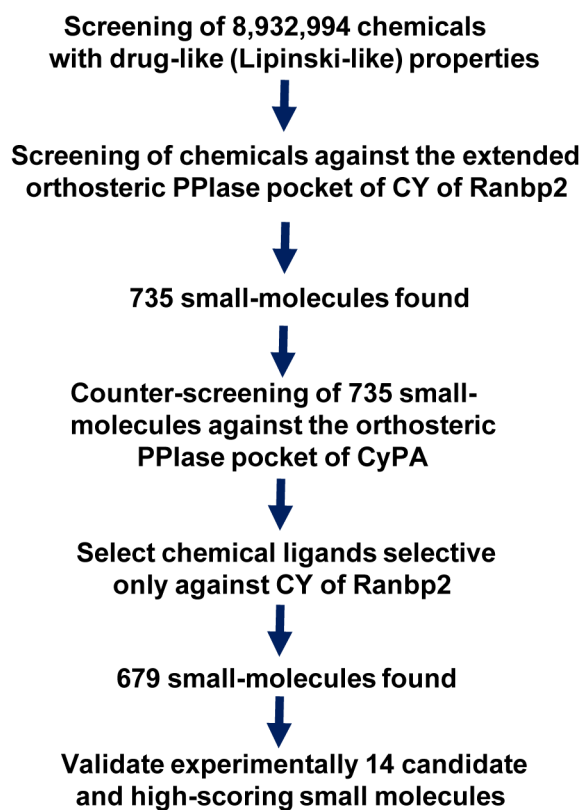 Screening of 8,932,994 chemicals
with drug-like (Lipinski-like) properties
Screening of chemicals against the extended
orthosteric PPIase pocket of CY of Ranbp2
735 small-molecules found
Counter-screening of 735 small-
molecules against the orthosteric
PPIase pocket of CyPA
Select chemical ligands selective
only against CY of Ranbp2
679 small-molecules found
Validate experimentally 14 candidate
and high-scoring small molecules